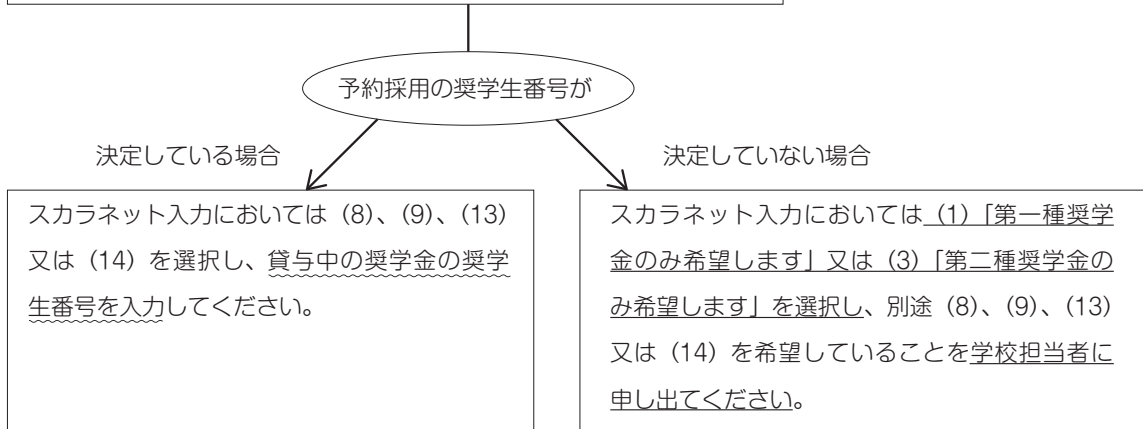 予約採用の奨学生番号が
決定している場合
決定していない場合
スカラネット入力においては（8）、（9）、（13）
又は（14）を選択し、貸与中の奨学金の奨学
生番号を入力してください。
スカラネット入力においては（1）「第一種奨学
金のみ希望します」又は（3）「第二種奨学金の
み希望します」を選択し、別途（8）、（9）、（13）
又は（14）を希望していることを学校担当者に
申し出てください。